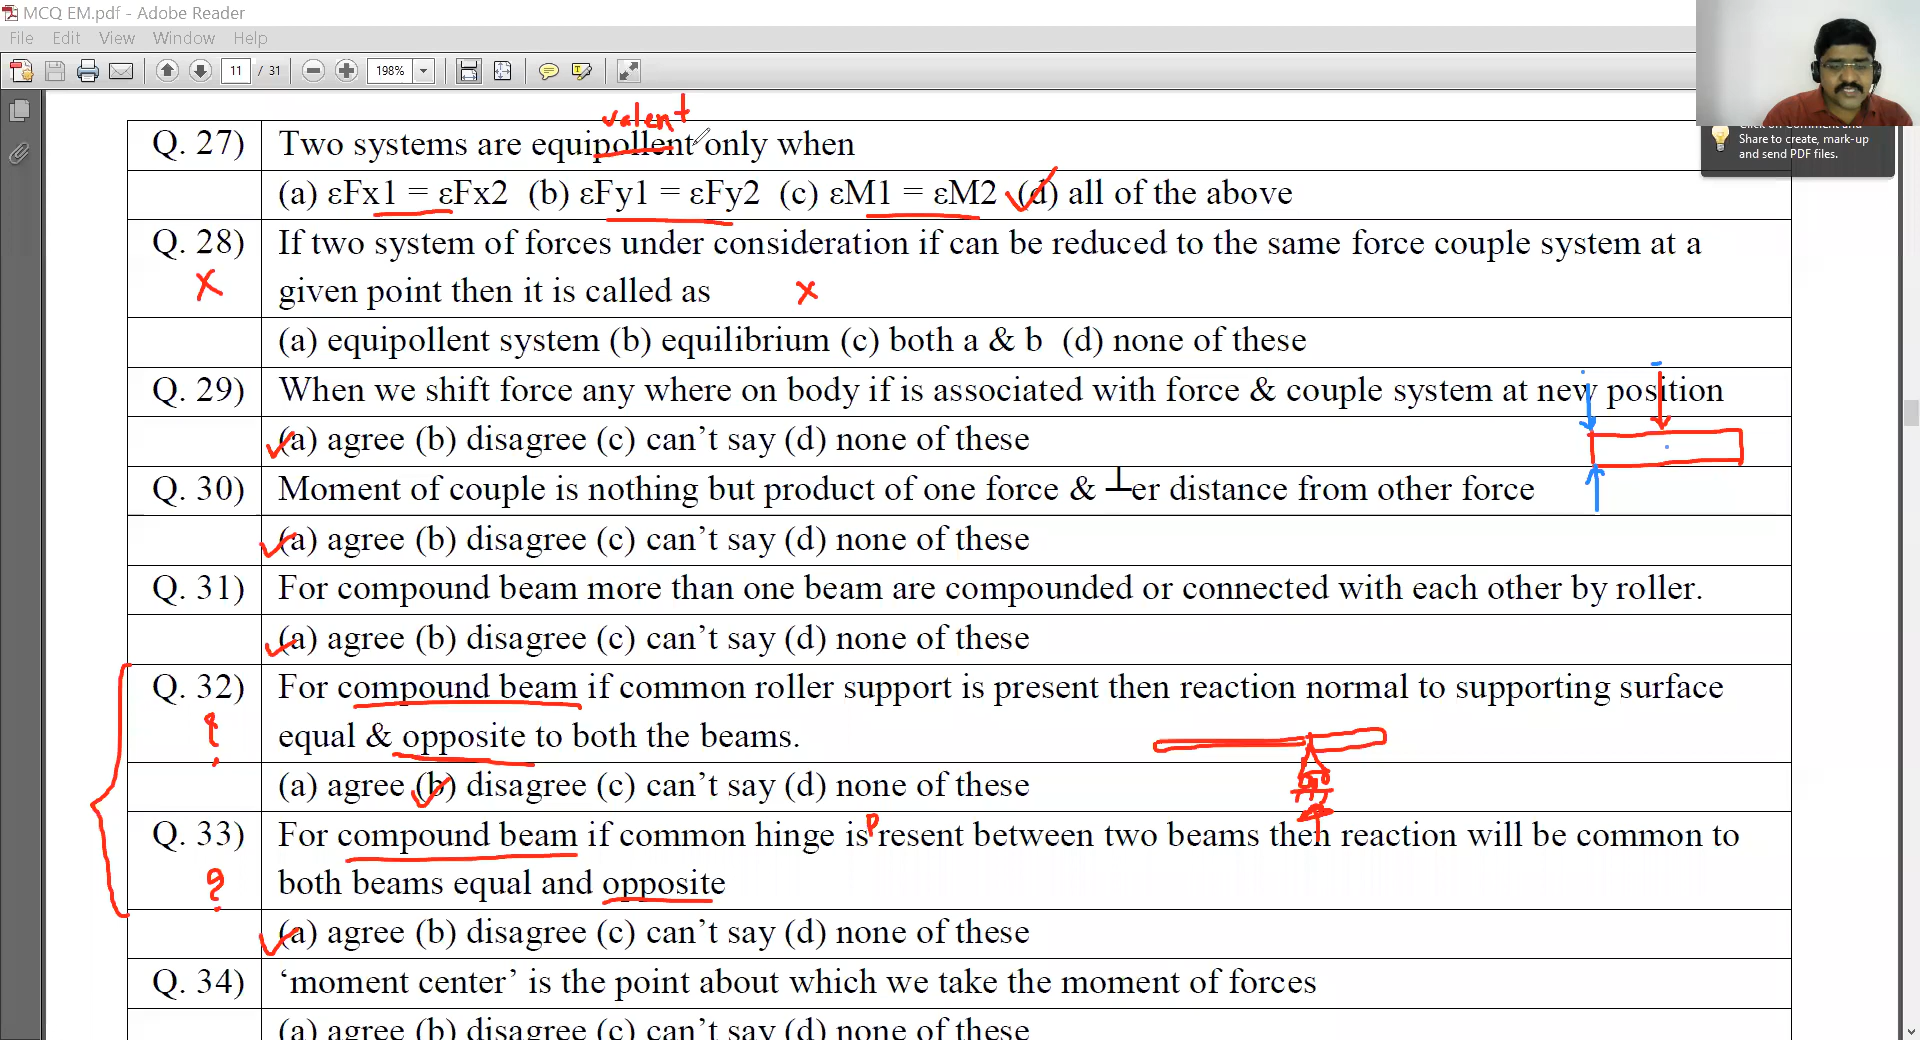 MCQ EM.pdf - Adobe Reader
File Edit View Window Help
11 / 31 198%
Share to create, mark-up
and send PDF files.
valent
Q. 27) Two systems are equipollent only when
(a) εFx1 = εFx2 (b) εFy1 = εFy2 (c) εM1 = εM2 (d) all of the above
Q. 28) If two system of forces under consideration if can be reduced to the same force couple system at a
x given point then it is called as x
(a) equipollent system (b) equilibrium (c) both a & b (d) none of these
Q. 29) When we shift force any where on body if is associated with force & couple system at new position
(a) agree (b) disagree (c) can't say (d) none of these
Q. 30) Moment of couple is nothing but product of one force & ┴er distance from other force
(a) agree (b) disagree (c) can't say (d) none of these
Q. 31) For compound beam more than one beam are compounded or connected with each other by roller.
(a) agree (b) disagree (c) can't say (d) none of these
Q. 32) For compound beam if common roller support is present then reaction normal to supporting surface
? equal & opposite to both the beams.
(a) agree (b) disagree (c) can't say (d) none of these
Q. 33) For compound beam if common hinge is present between two beams then reaction will be common to
? both beams equal and opposite
(a) agree (b) disagree (c) can't say (d) none of these
Q. 34) 'moment center' is the point about which we take the moment of forces
(a) agree (b) disagree (c) can't say (d) none of these